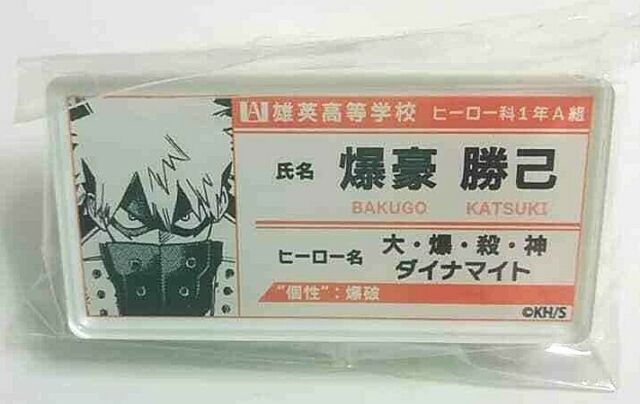 A 雄英高等学校 ヒーロー科1年A組
氏名 爆豪 勝己
BAKUGO KATSUKI
ヒーロー名 大・爆・殺・神
ダイナマイト
"個性":爆破
©KH/S